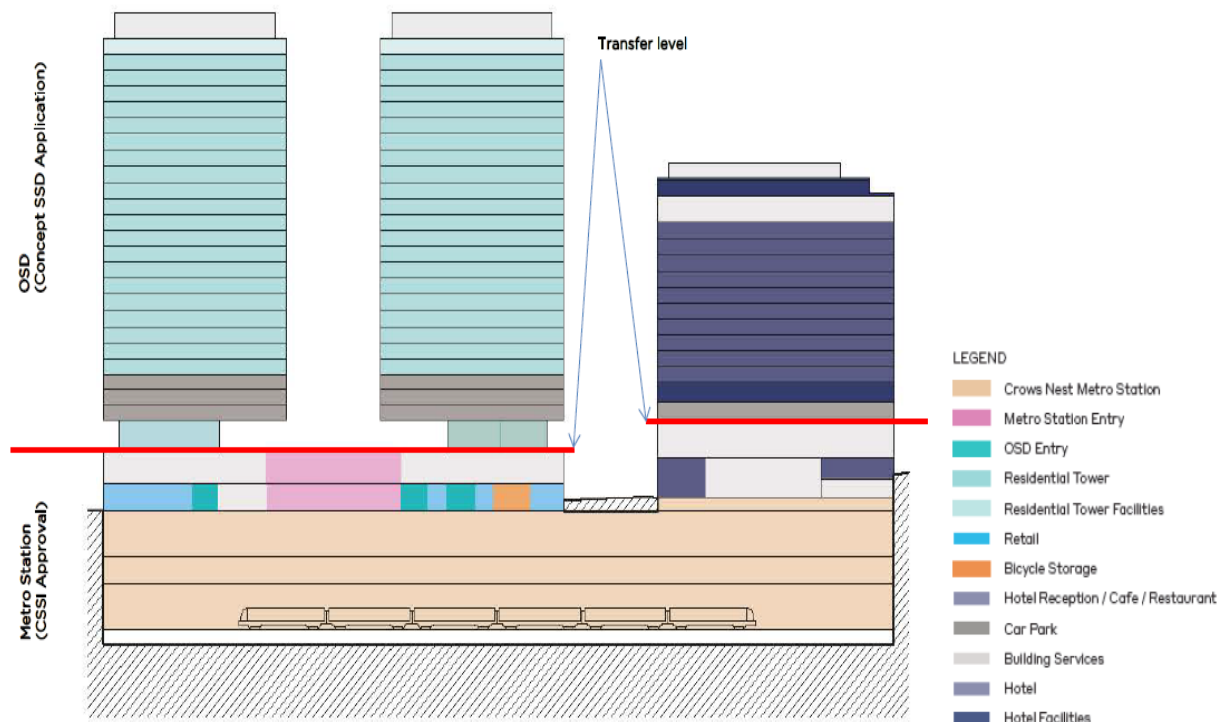 Transfer level
OSD
(Concept SSD Application)
Metro Station
(CSSI Approval)
LEGEND
Crows Nest Metro Station
Metro Station Entry
OSD Entry
Residential Tower
Residential Tower Facilities
Retail
Bicycle Storage
Hotel Reception / Cafe / Restaurant
Car Park
Building Services
Hotel
Hotel Facilities